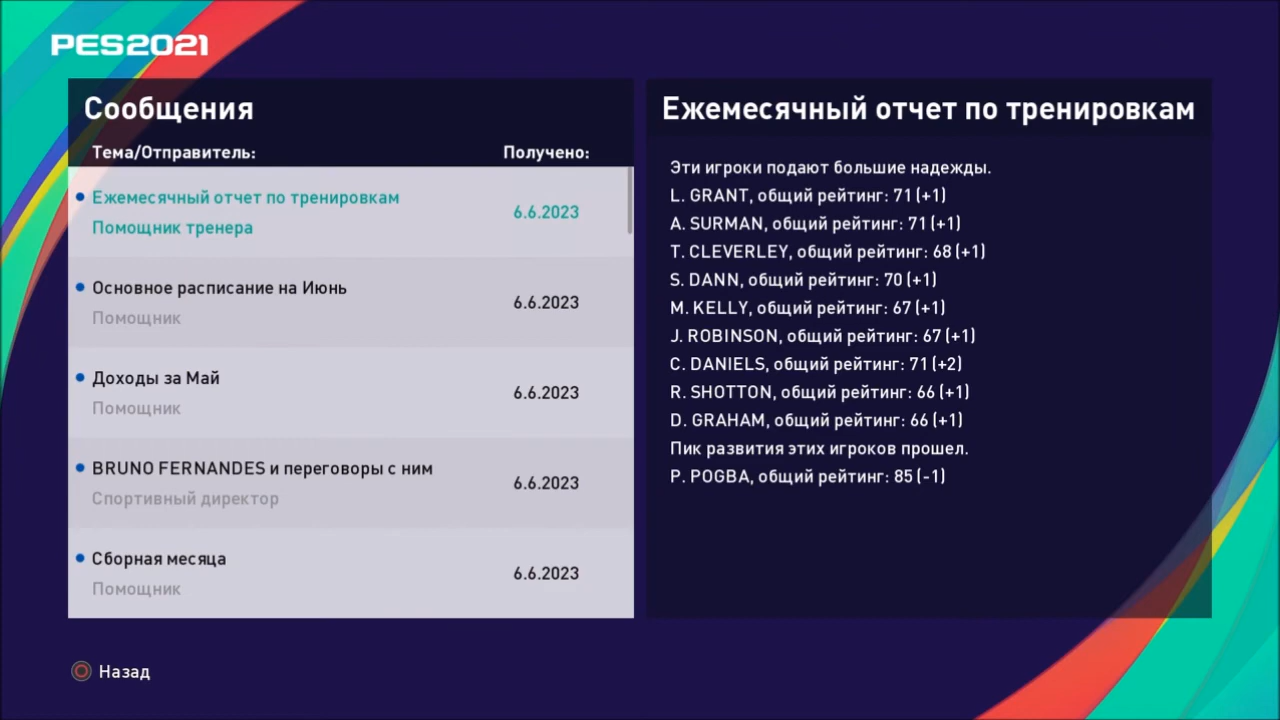 PES2021
Сообщения
Тема/Отправитель: Получено:
Ежемесячный отчет по тренировкам
Помощник тренера
6.6.2023
Основное расписание на Июнь
Помощник
6.6.2023
Доходы за Май
Помощник
6.6.2023
BRUNO FERNANDES и переговоры с ним
Спортивный директор
6.6.2023
Сборная месяца
Помощник
6.6.2023
Ежемесячный отчет по тренировкам
Эти игроки подают большие надежды.
L. GRANT, общий рейтинг: 71 (+1)
A. SURMAN, общий рейтинг: 71 (+1)
T. CLEVERLEY, общий рейтинг: 68 (+1)
S. DANN, общий рейтинг: 70 (+1)
M. KELLY, общий рейтинг: 67 (+1)
J. ROBINSON, общий рейтинг: 67 (+1)
C. DANIELS, общий рейтинг: 71 (+2)
R. SHOTTON, общий рейтинг: 66 (+1)
D. GRAHAM, общий рейтинг: 66 (+1)
Пик развития этих игроков прошел.
P. POGBA, общий рейтинг: 85 (-1)
Назад